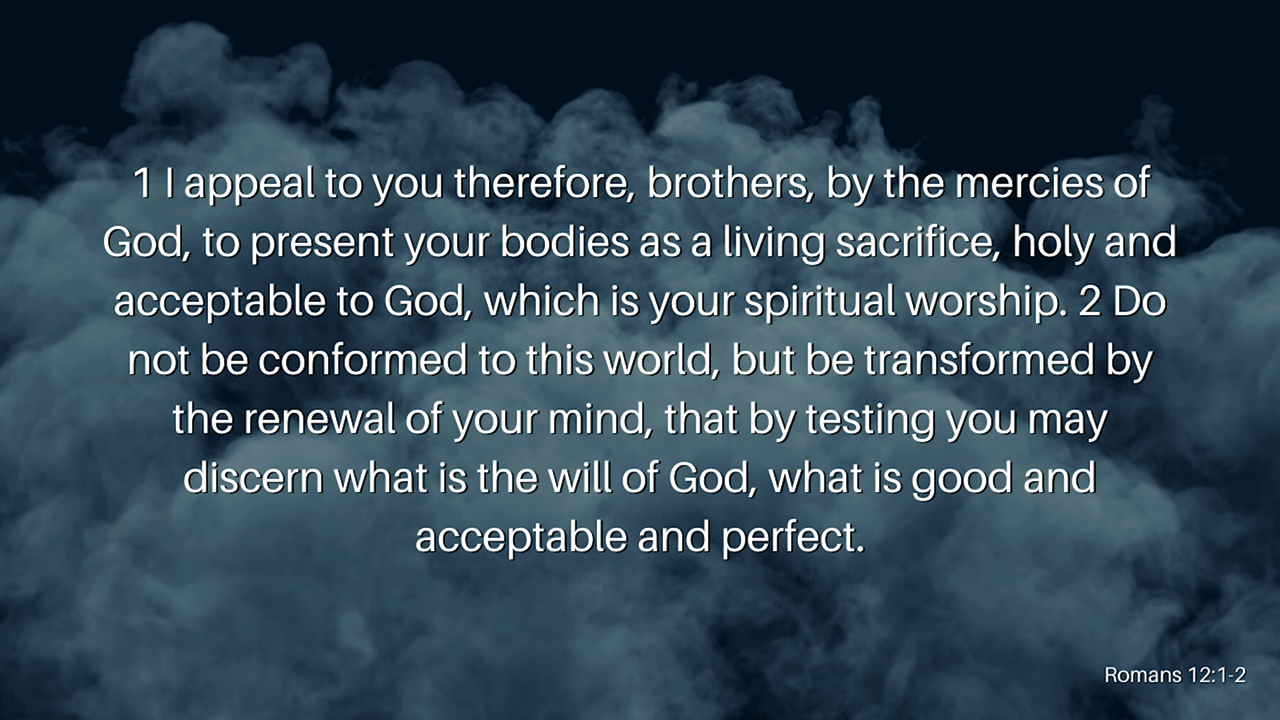 1 I appeal to you therefore, brothers, by the mercies of
God, to present your bodies as a living sacrifice, holy and
acceptable to God, which is your spiritual worship. 2 Do
not be conformed to this world, but be transformed by
the renewal of your mind, that by testing you may
discern what is the will of God, what is good and
acceptable and perfect.
Romans 12:1-2